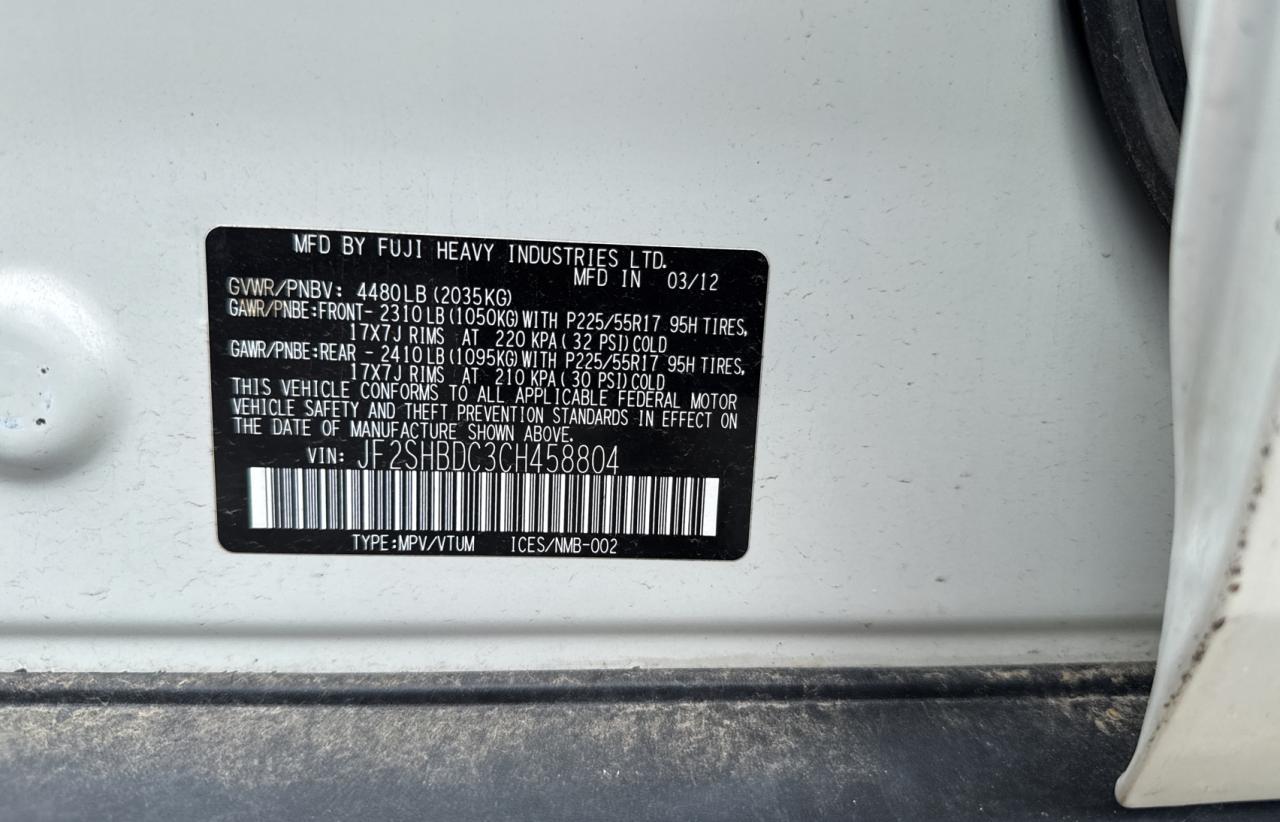 MFD BY FUJI HEAVY INDUSTRIES LTD.
MFD IN 03/12
GVWR/PNBV: 4480LB (2035KG)
GAWR/PNBE:FRONT- 2310LB (1050KG) WITH P225/55R17 95H TIRES,
17X7J RIMS AT 220 KPA( 32 PSI) COLD
GAWR/PNBE:REAR - 2410LB (1095KG) WITH P225/55R17 95H TIRES,
17X7J RIMS AT 210 KPA( 30 PSI) COLD
THIS VEHICLE CONFORMS TO ALL APPLICABLE FEDERAL MOTOR
VEHICLE SAFETY AND THEFT PREVENTION STANDARDS IN EFFECT ON
THE DATE OF MANUFACTURE SHOWN ABOVE.
VIN: JF2SHBDC3CH458804
TYPE:MPV/VTUM ICES/NMB-002